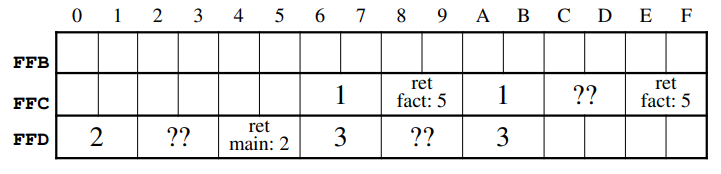 0 1 2 3 4 5 6 7 8 9 A B C D E F
FFB
FFC 1 ret fact: 5 1 ?? ret fact: 5
FFD 2 ?? ret main: 2 3 ?? 3